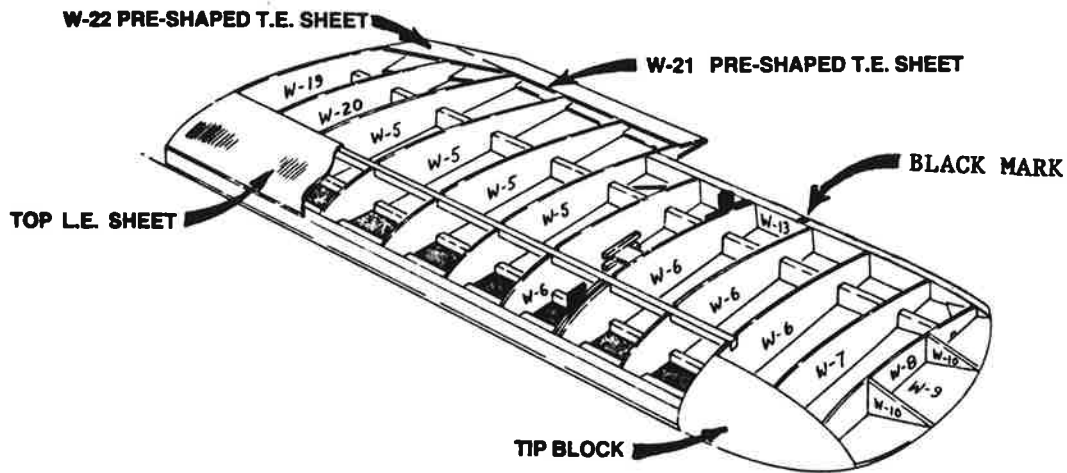 W-22 PRE-SHAPED T.E. SHEET
W-21 PRE-SHAPED T.E. SHEET
W-19
W-20
W-5
W-5
W-5
W-5
BLACK MARK
W-13
TOP L.E. SHEET
W-6
W-6
W-6
W-6
W-7
W-8
W-10
W-9
W-10
TIP BLOCK